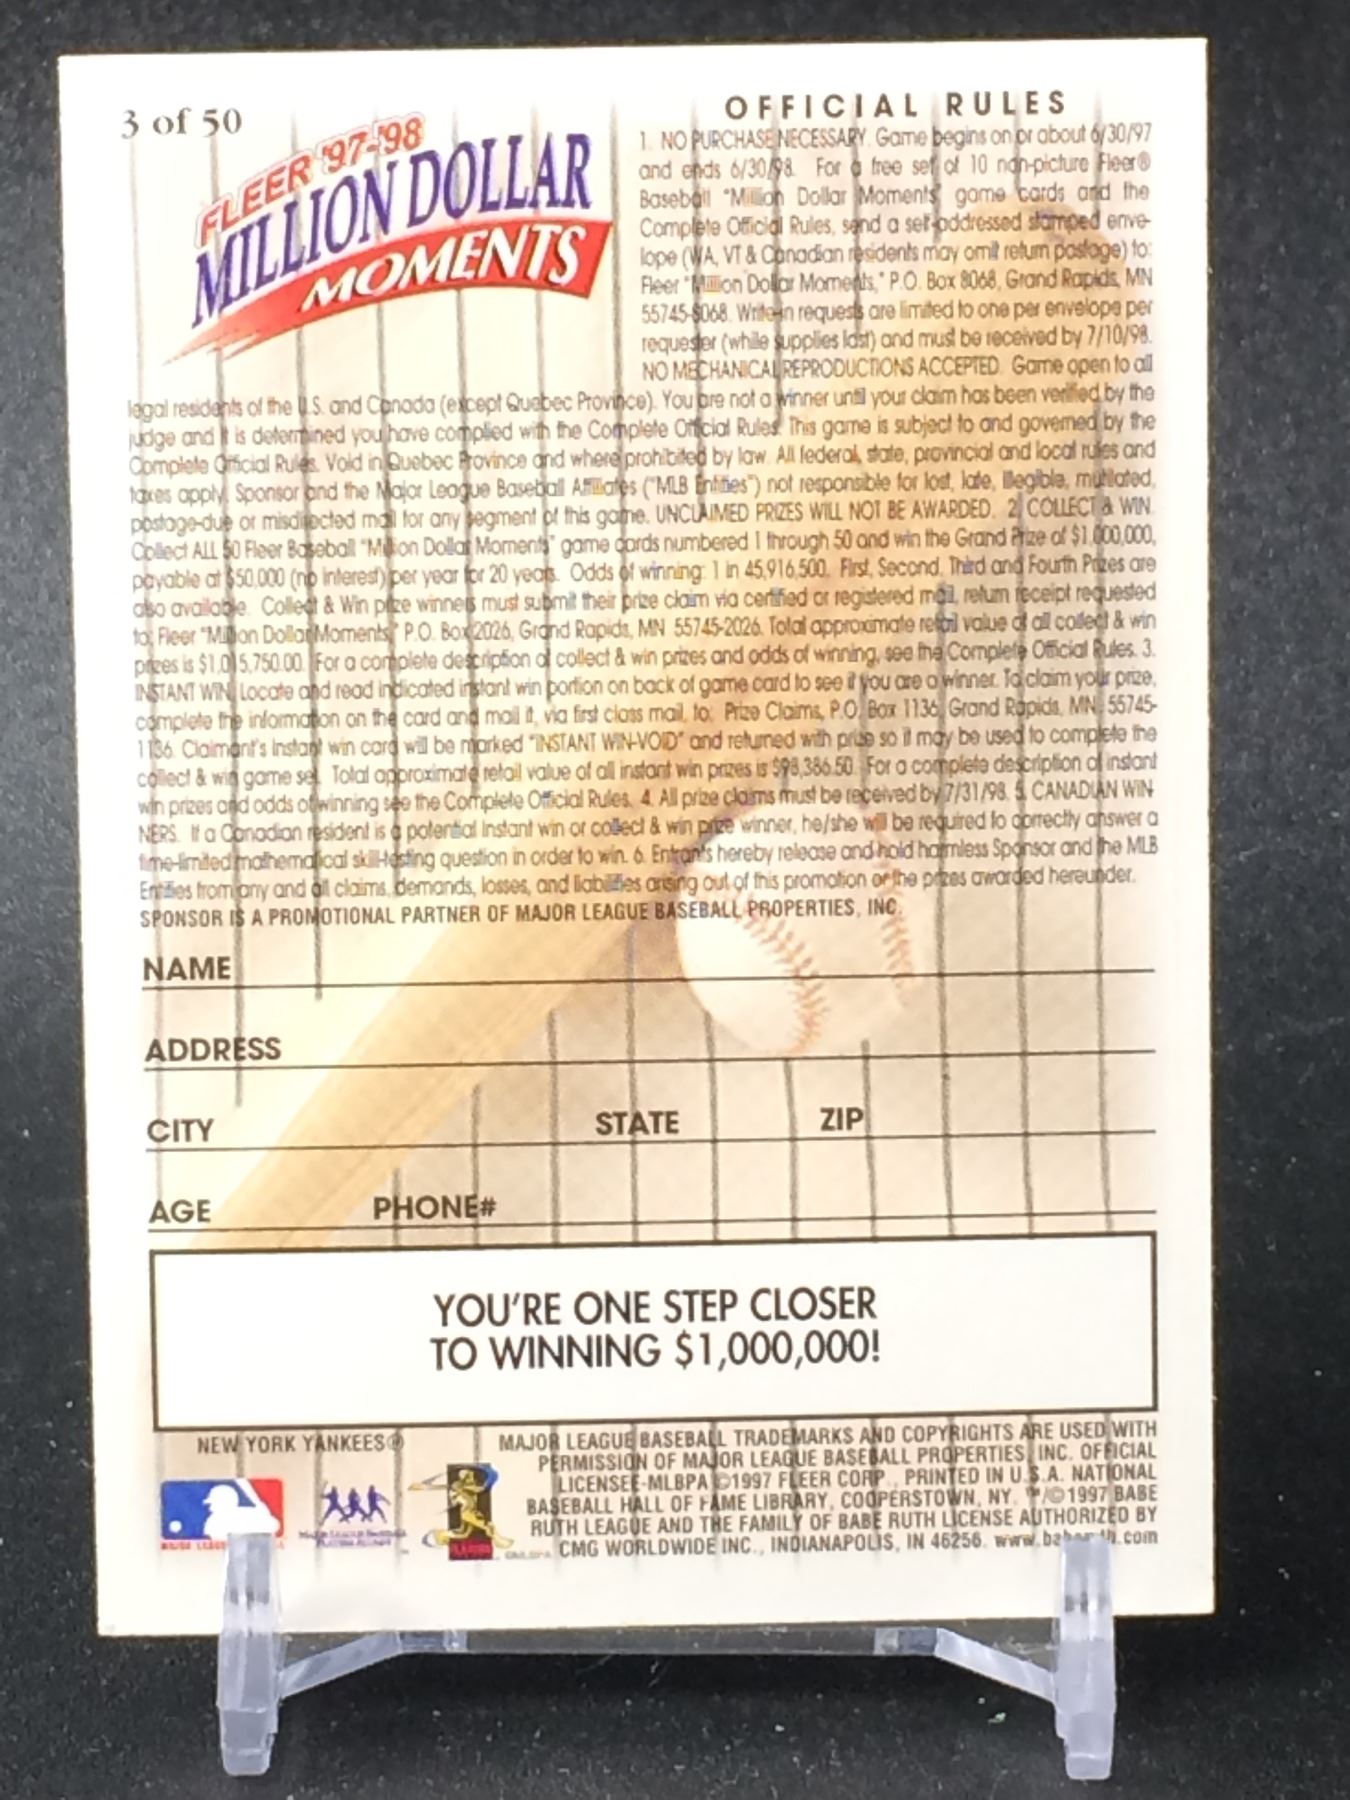 3 of 50
FLEER '97-'98
MILLION DOLLAR
MOMENTS
OFFICIAL RULES
1. NO PURCHASE NECESSARY. Game begins on or about 6/30/97
and ends 6/30/98. For a free set of 10 non-picture Fleer®
Baseball "Million Dollar Moments" game cards and the
Complete Official Rules, send a self-addressed stamped enve-
lope (WA, VT & Canadian residents may omit return postage) to:
Fleer "Million Dollar Moments," P.O. Box 8068, Grand Rapids, MN
55745-8068. Write-in requests are limited to one per envelope per
requester (while supplies last) and must be received by 7/10/98.
NO MECHANICAL REPRODUCTIONS ACCEPTED. Game open to all
legal residents of the U.S. and Canada (except Quebec Province). You are not a winner until your claim has been verified by the
judge and it is determined you have complied with the Complete Official Rules. This game is subject to and governed by the
Complete Official Rules. Void in Quebec Province and where prohibited by law. All federal, state, provincial and local rules and
taxes apply. Sponsor and the Major League Baseball Affiliates ("MLB Entities") not responsible for lost, late, illegible, mutilated,
postage-due or misdirected mail for any segment of this game. UNCLAIMED PRIZES WILL NOT BE AWARDED. 2. COLLECT & WIN.
Collect ALL 50 Fleer Baseball "Million Dollar Moments" game cards numbered 1 through 50 and win the Grand Prize of $1,000,000,
payable at $50,000 (no interest) per year for 20 years. Odds of winning: 1 in 45,916,500. First, Second, Third and Fourth Prizes are
also available. Collect & Win prize winners must submit their prize claim via certified or registered mail, return receipt requested
to: Fleer "Million Dollar Moments," P.O. Box 2026, Grand Rapids, MN 55745-2026. Total approximate retail value of all collect & win
prizes is $1,015,750.00. For a complete description of collect & win prizes and odds of winning, see the Complete Official Rules. 3.
INSTANT WIN. Locate and read indicated instant win portion on back of game card to see if you are a winner. To claim your prize,
complete the information on the card and mail it, via first class mail, to: Prize Claims, P.O. Box 1136, Grand Rapids, MN 55745-
1136. Claimant's instant win card will be marked "INSTANT WIN-VOID" and returned with prize so it may be used to complete the
collect & win game set. Total approximate retail value of all instant win prizes is $98,386.50. For a complete description of instant
win prizes and odds of winning see the Complete Official Rules. 4. All prize claims must be received by 7/31/98. 5. CANADIAN WIN-
NERS. If a Canadian resident is a potential instant win or collect & win prize winner, he/she will be required to correctly answer a
time-limited mathematical skill-testing question in order to win. 6. Entrants hereby release and hold harmless Sponsor and the MLB
Entities from any and all claims, demands, losses, and liabilities arising out of this promotion or the prizes awarded hereunder.
SPONSOR IS A PROMOTIONAL PARTNER OF MAJOR LEAGUE BASEBALL PROPERTIES, INC.
NAME
ADDRESS
CITY STATE ZIP
AGE PHONE#
YOU'RE ONE STEP CLOSER
TO WINNING $1,000,000!
NEW YORK YANKEES®
MAJOR LEAGUE BASEBALL TRADEMARKS AND COPYRIGHTS ARE USED WITH
PERMISSION OF MAJOR LEAGUE BASEBALL PROPERTIES, INC. OFFICIAL
LICENSEE-MLBPA ©1997 FLEER CORP., PRINTED IN U.S.A. NATIONAL
BASEBALL HALL OF FAME LIBRARY, COOPERSTOWN, NY. ™/©1997 BABE
RUTH LEAGUE AND THE FAMILY OF BABE RUTH LICENSE AUTHORIZED BY
CMG WORLDWIDE INC., INDIANAPOLIS, IN 46256.